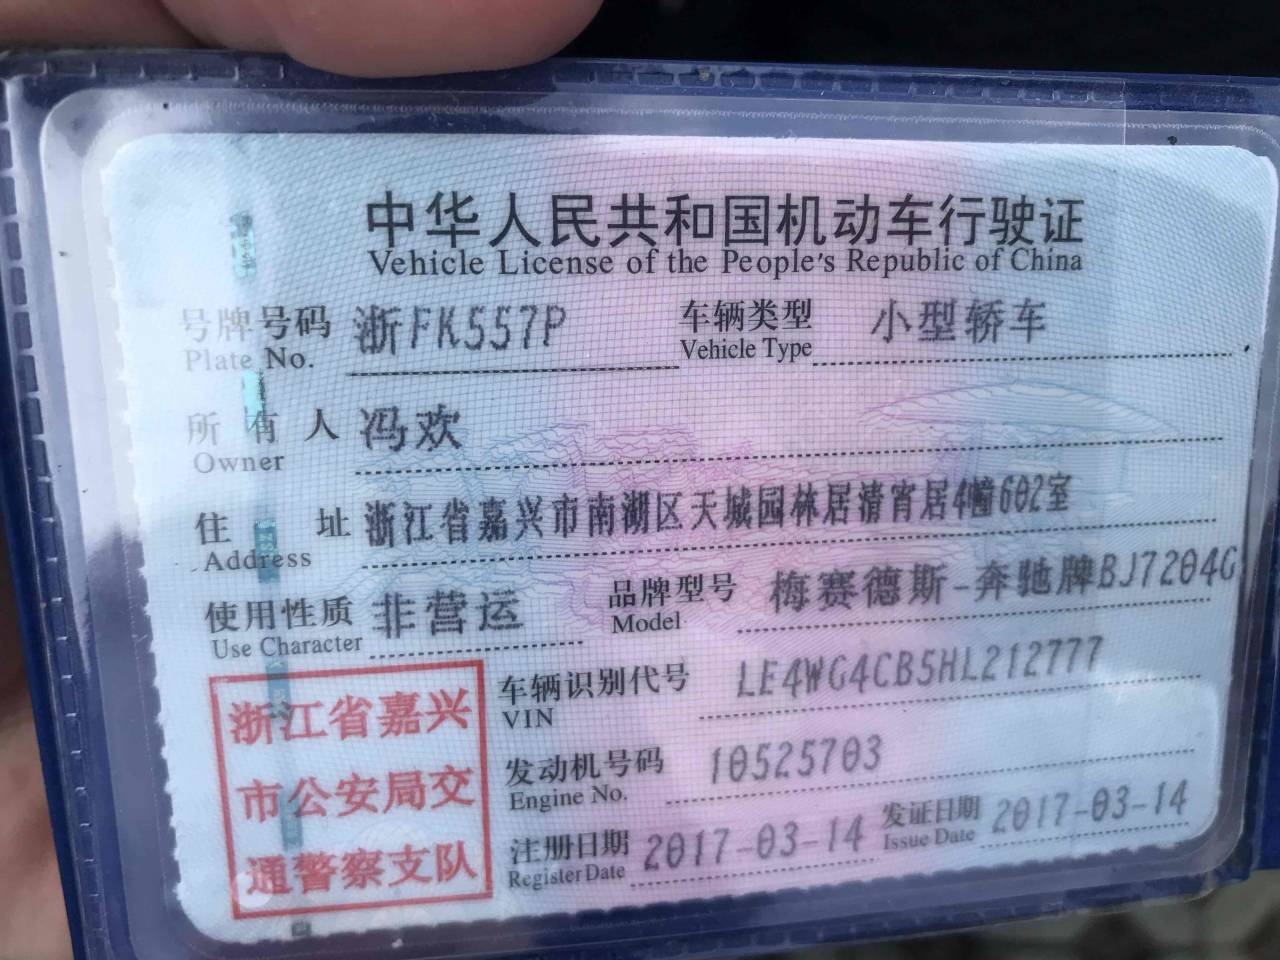 中华人民共和国机动车行驶证
Vehicle License of the People's Republic of China
号牌号码 浙FK557P 车辆类型 小型轿车
Plate No. Vehicle Type
所有人 冯欢
Owner
住址 浙江省嘉兴市南湖区天城园林居清宵居4幢602室
Address
使用性质 非营运 品牌型号 梅赛德斯-奔驰牌BJ7204G
Use Character Model
浙江省嘉兴
市公安局交
通警察支队
车辆识别代号 LE4WG4CB5HL212777
VIN
发动机号码 10525703
Engine No.
注册日期 2017-03-14 发证日期 2017-03-14
Register Date Issue Date